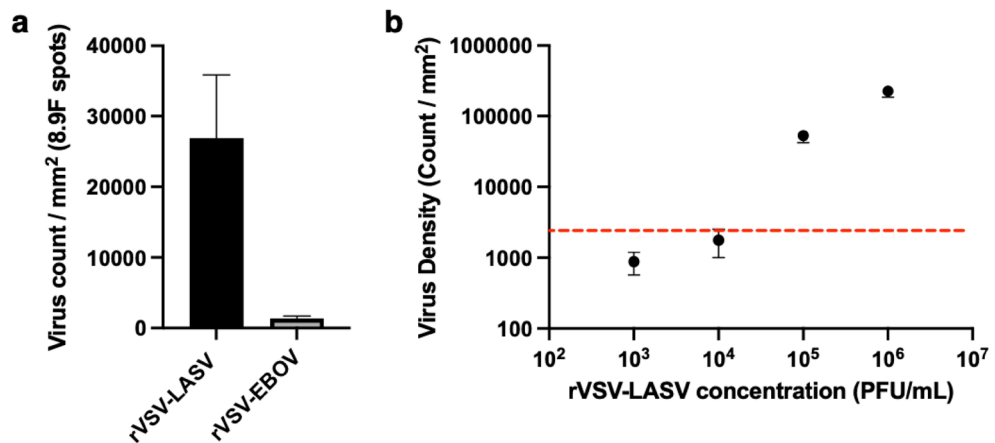 a
Virus count / mm² (8.9F spots)
40000
30000
20000
10000
0
rVSV-LASV
rVSV-EBOV
b
Virus Density (Count / mm²)
1000000
100000
10000
1000
100
10²
10³
10⁴
10⁵
10⁶
10⁷
rVSV-LASV concentration (PFU/mL)